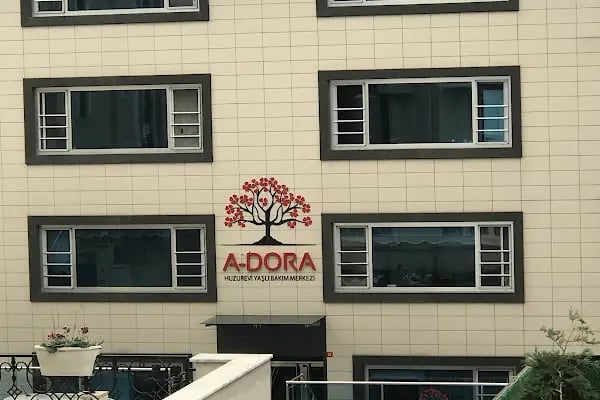 A-DORA
HUZUREVİ YAŞLI BAKIM MERKEZİ